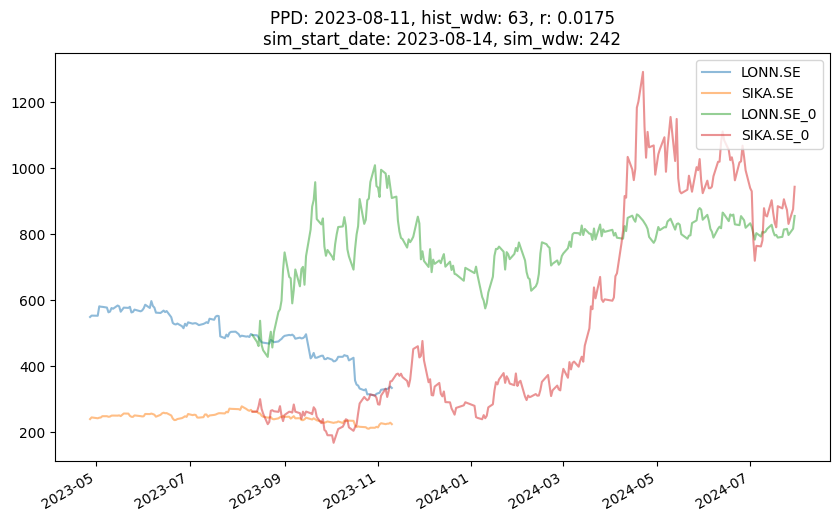 PPD: 2023-08-11, hist_wdw: 63, r: 0.0175
sim_start_date: 2023-08-14, sim_wdw: 242
1200
1000
800
600
400
200
LONN.SE
SIKA.SE
LONN.SE_0
SIKA.SE_0
2023-05
2023-07
2023-09
2023-11
2024-01
2024-03
2024-05
2024-07